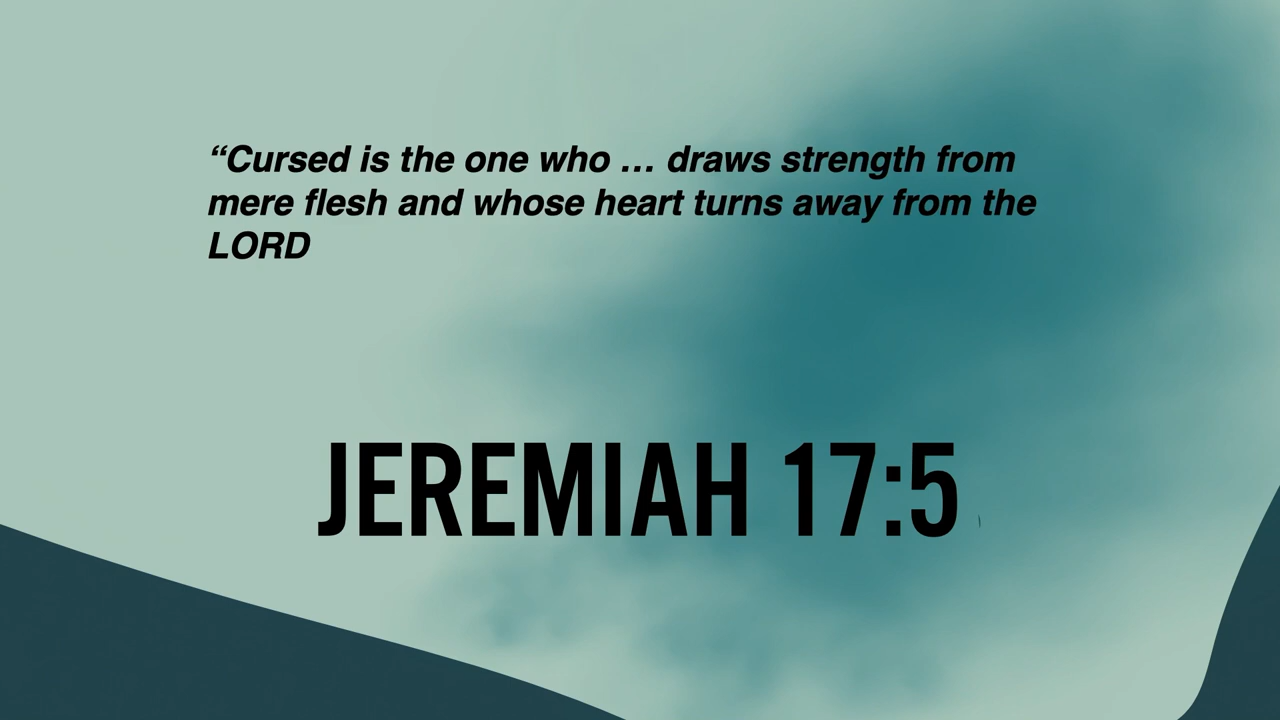 “Cursed is the one who … draws strength from
mere flesh and whose heart turns away from the
LORD
JEREMIAH 17:5